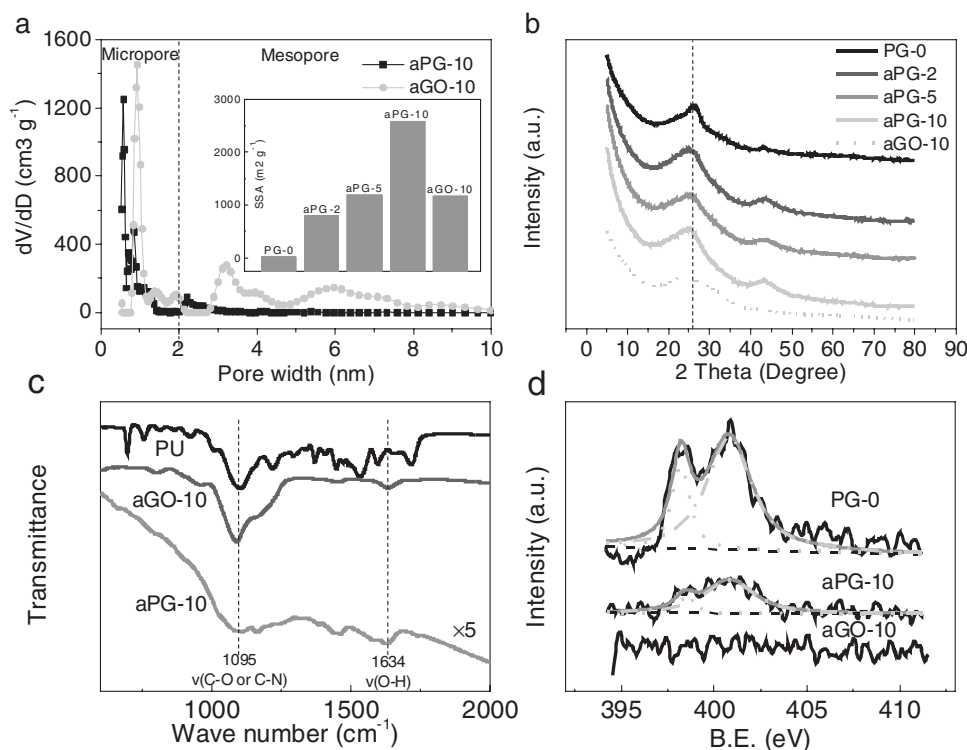 a
1600
1200
800
400
0
dV/dD (cm3 g⁻¹)
Micropore
Mesopore
aPG-10
aGO-10
3000
2000
1000
0
SSA (m2 g⁻¹)
PG-0
aPG-2
aPG-5
aPG-10
aGO-10
0 2 4 6 8 10
Pore width (nm)
b
PG-0
aPG-2
aPG-5
aPG-10
aGO-10
Intensity (a.u.)
0 10 20 30 40 50 60 70 80 90
2 Theta (Degree)
c
PU
aGO-10
aPG-10
×5
1095
ν(C-O or C-N)
1634
ν(O-H)
Transmittance
1000 1500 2000
Wave number (cm⁻¹)
d
PG-0
aPG-10
aGO-10
Intensity (a.u.)
395 400 405 410
B.E. (eV)